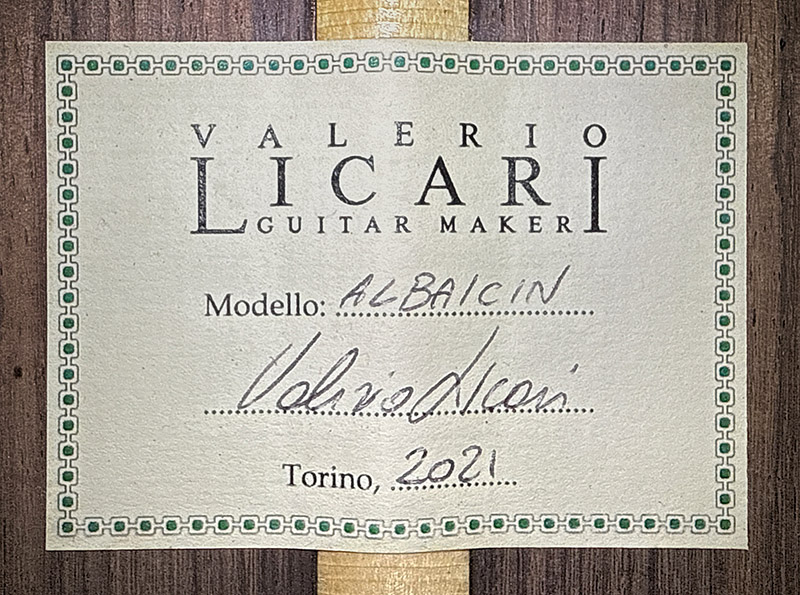 VALERIO
LICARI
GUITAR MAKER
Modello: ALBAICIN
Valerio Licari
Torino, 2021